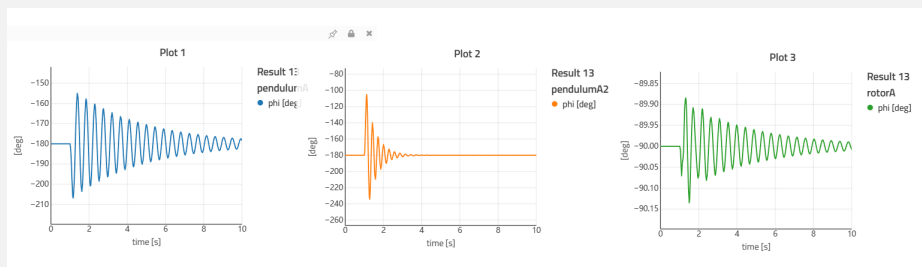 Plot 1
Result 13
pendulumA
phi [deg]
[deg]
−150
−160
−170
−180
−190
−200
−210
0
2
4
6
8
10
time [s]
Plot 2
Result 13
pendulumA2
phi [deg]
[deg]
−80
−100
−120
−140
−160
−180
−200
−220
−240
−260
0
2
4
6
8
10
time [s]
Plot 3
Result 13
rotorA
phi [deg]
[deg]
−89.85
−89.90
−89.95
−90.00
−90.05
−90.10
−90.15
0
2
4
6
8
10
time [s]